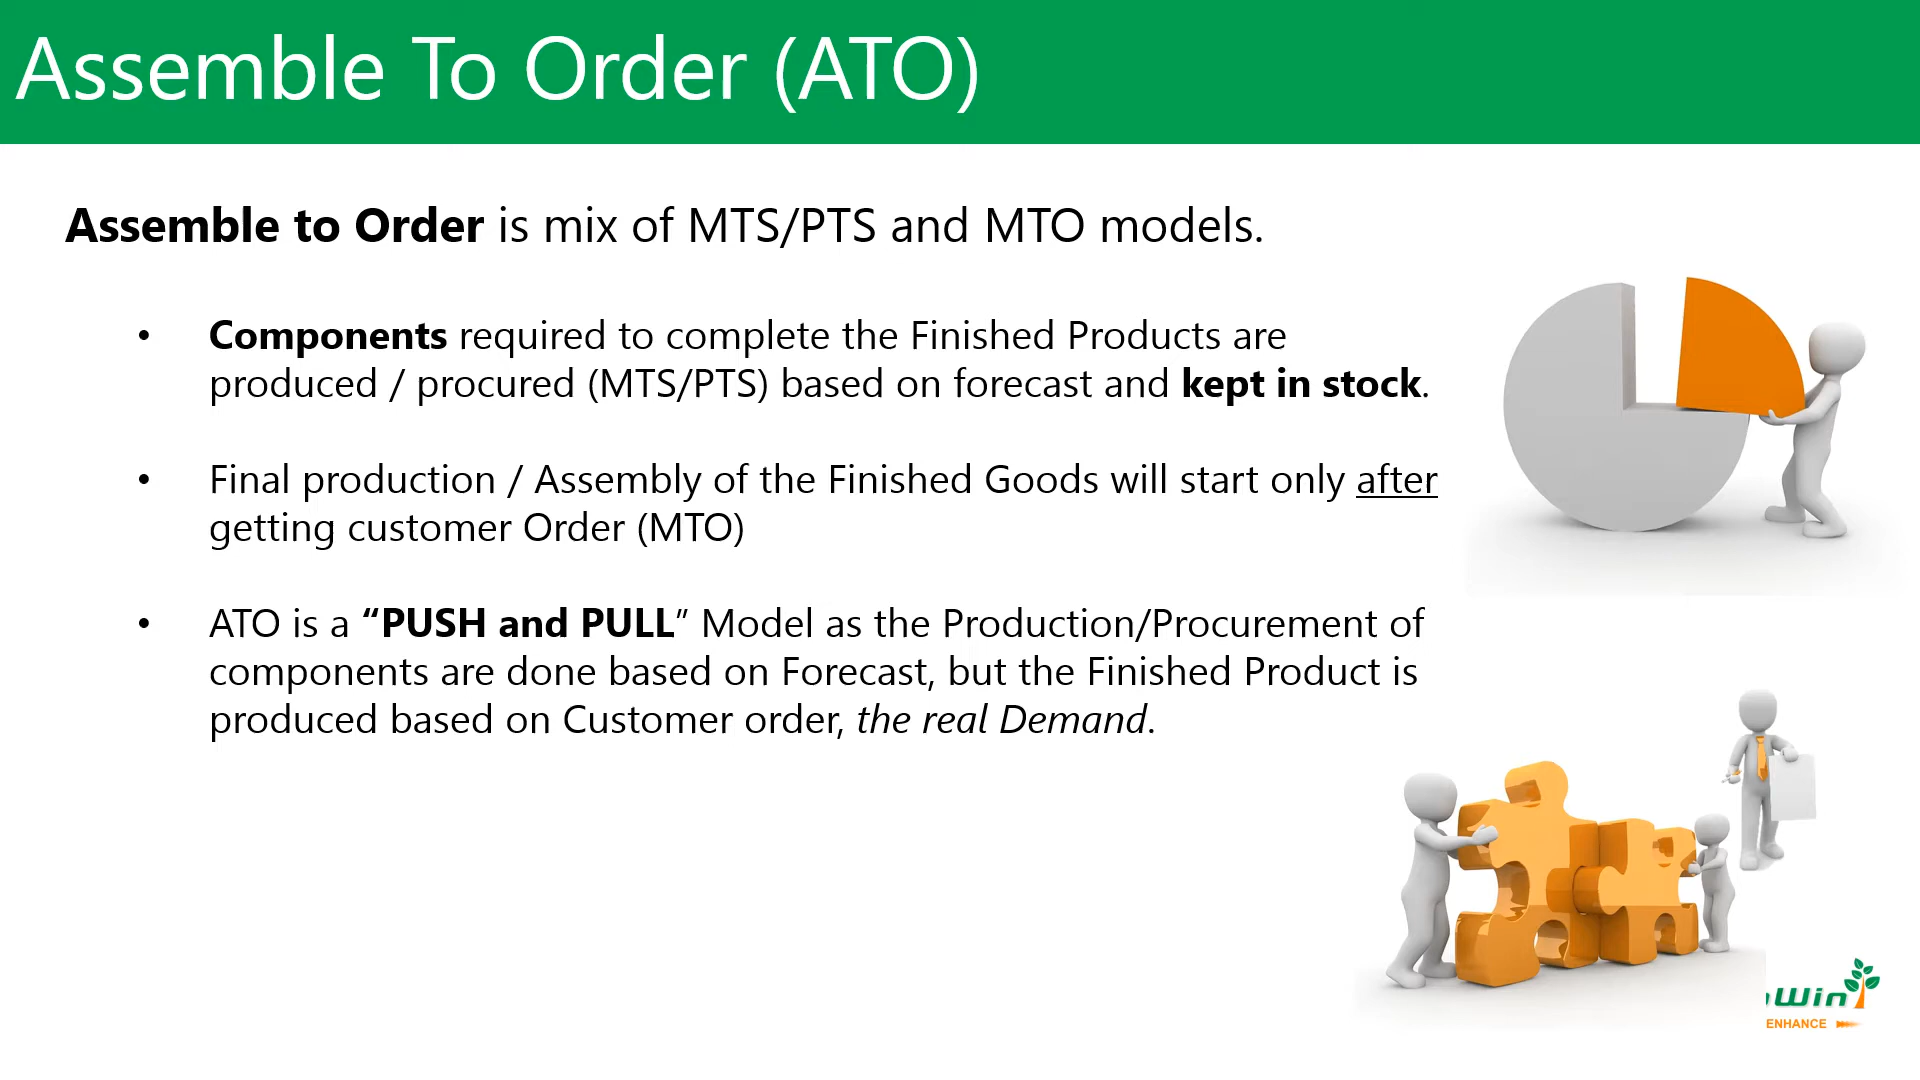 Assemble To Order (ATO)
Assemble to Order is mix of MTS/PTS and MTO models.
• Components required to complete the Finished Products are
produced / procured (MTS/PTS) based on forecast and kept in stock.
• Final production / Assembly of the Finished Goods will start only after
getting customer Order (MTO)
• ATO is a “PUSH and PULL” Model as the Production/Procurement of
components are done based on Forecast, but the Finished Product is
produced based on Customer order, the real Demand.
Win
ENHANCE